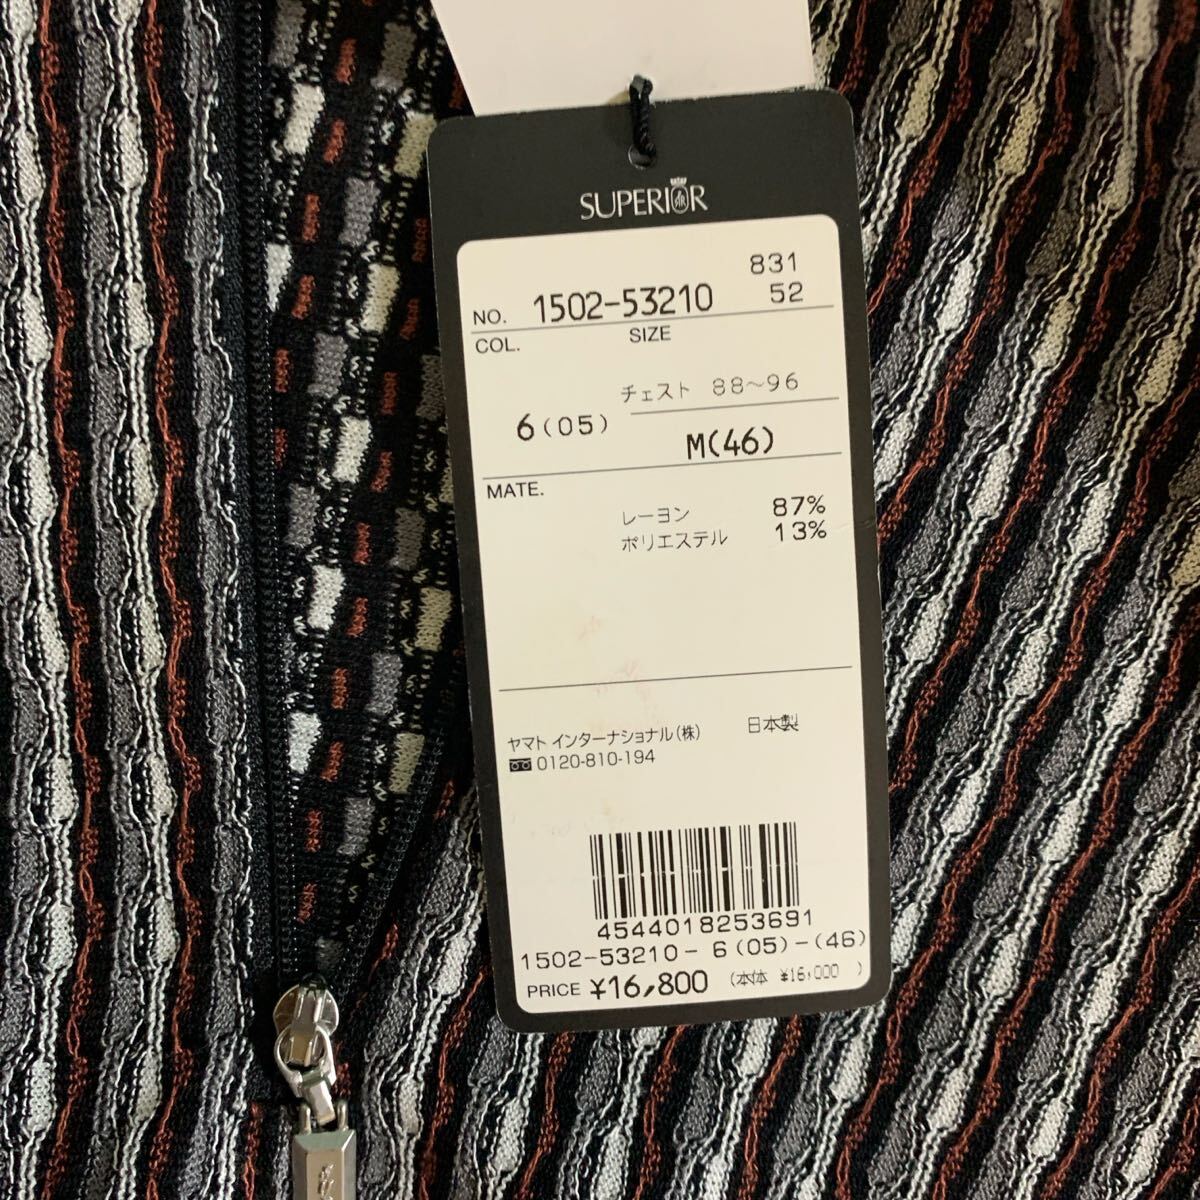 SUPERIOR
831
NO. 1502-53210 52
COL. SIZE
チェスト 88〜96
6(05)
M(46)
MATE.
レーヨン 87%
ポリエステル 13%
ヤマト インターナショナル(株) 日本製
0120-810-194
4544018253691
1502-53210- 6(05)-(46)
PRICE ¥16,800 (本体 ¥16,000 )